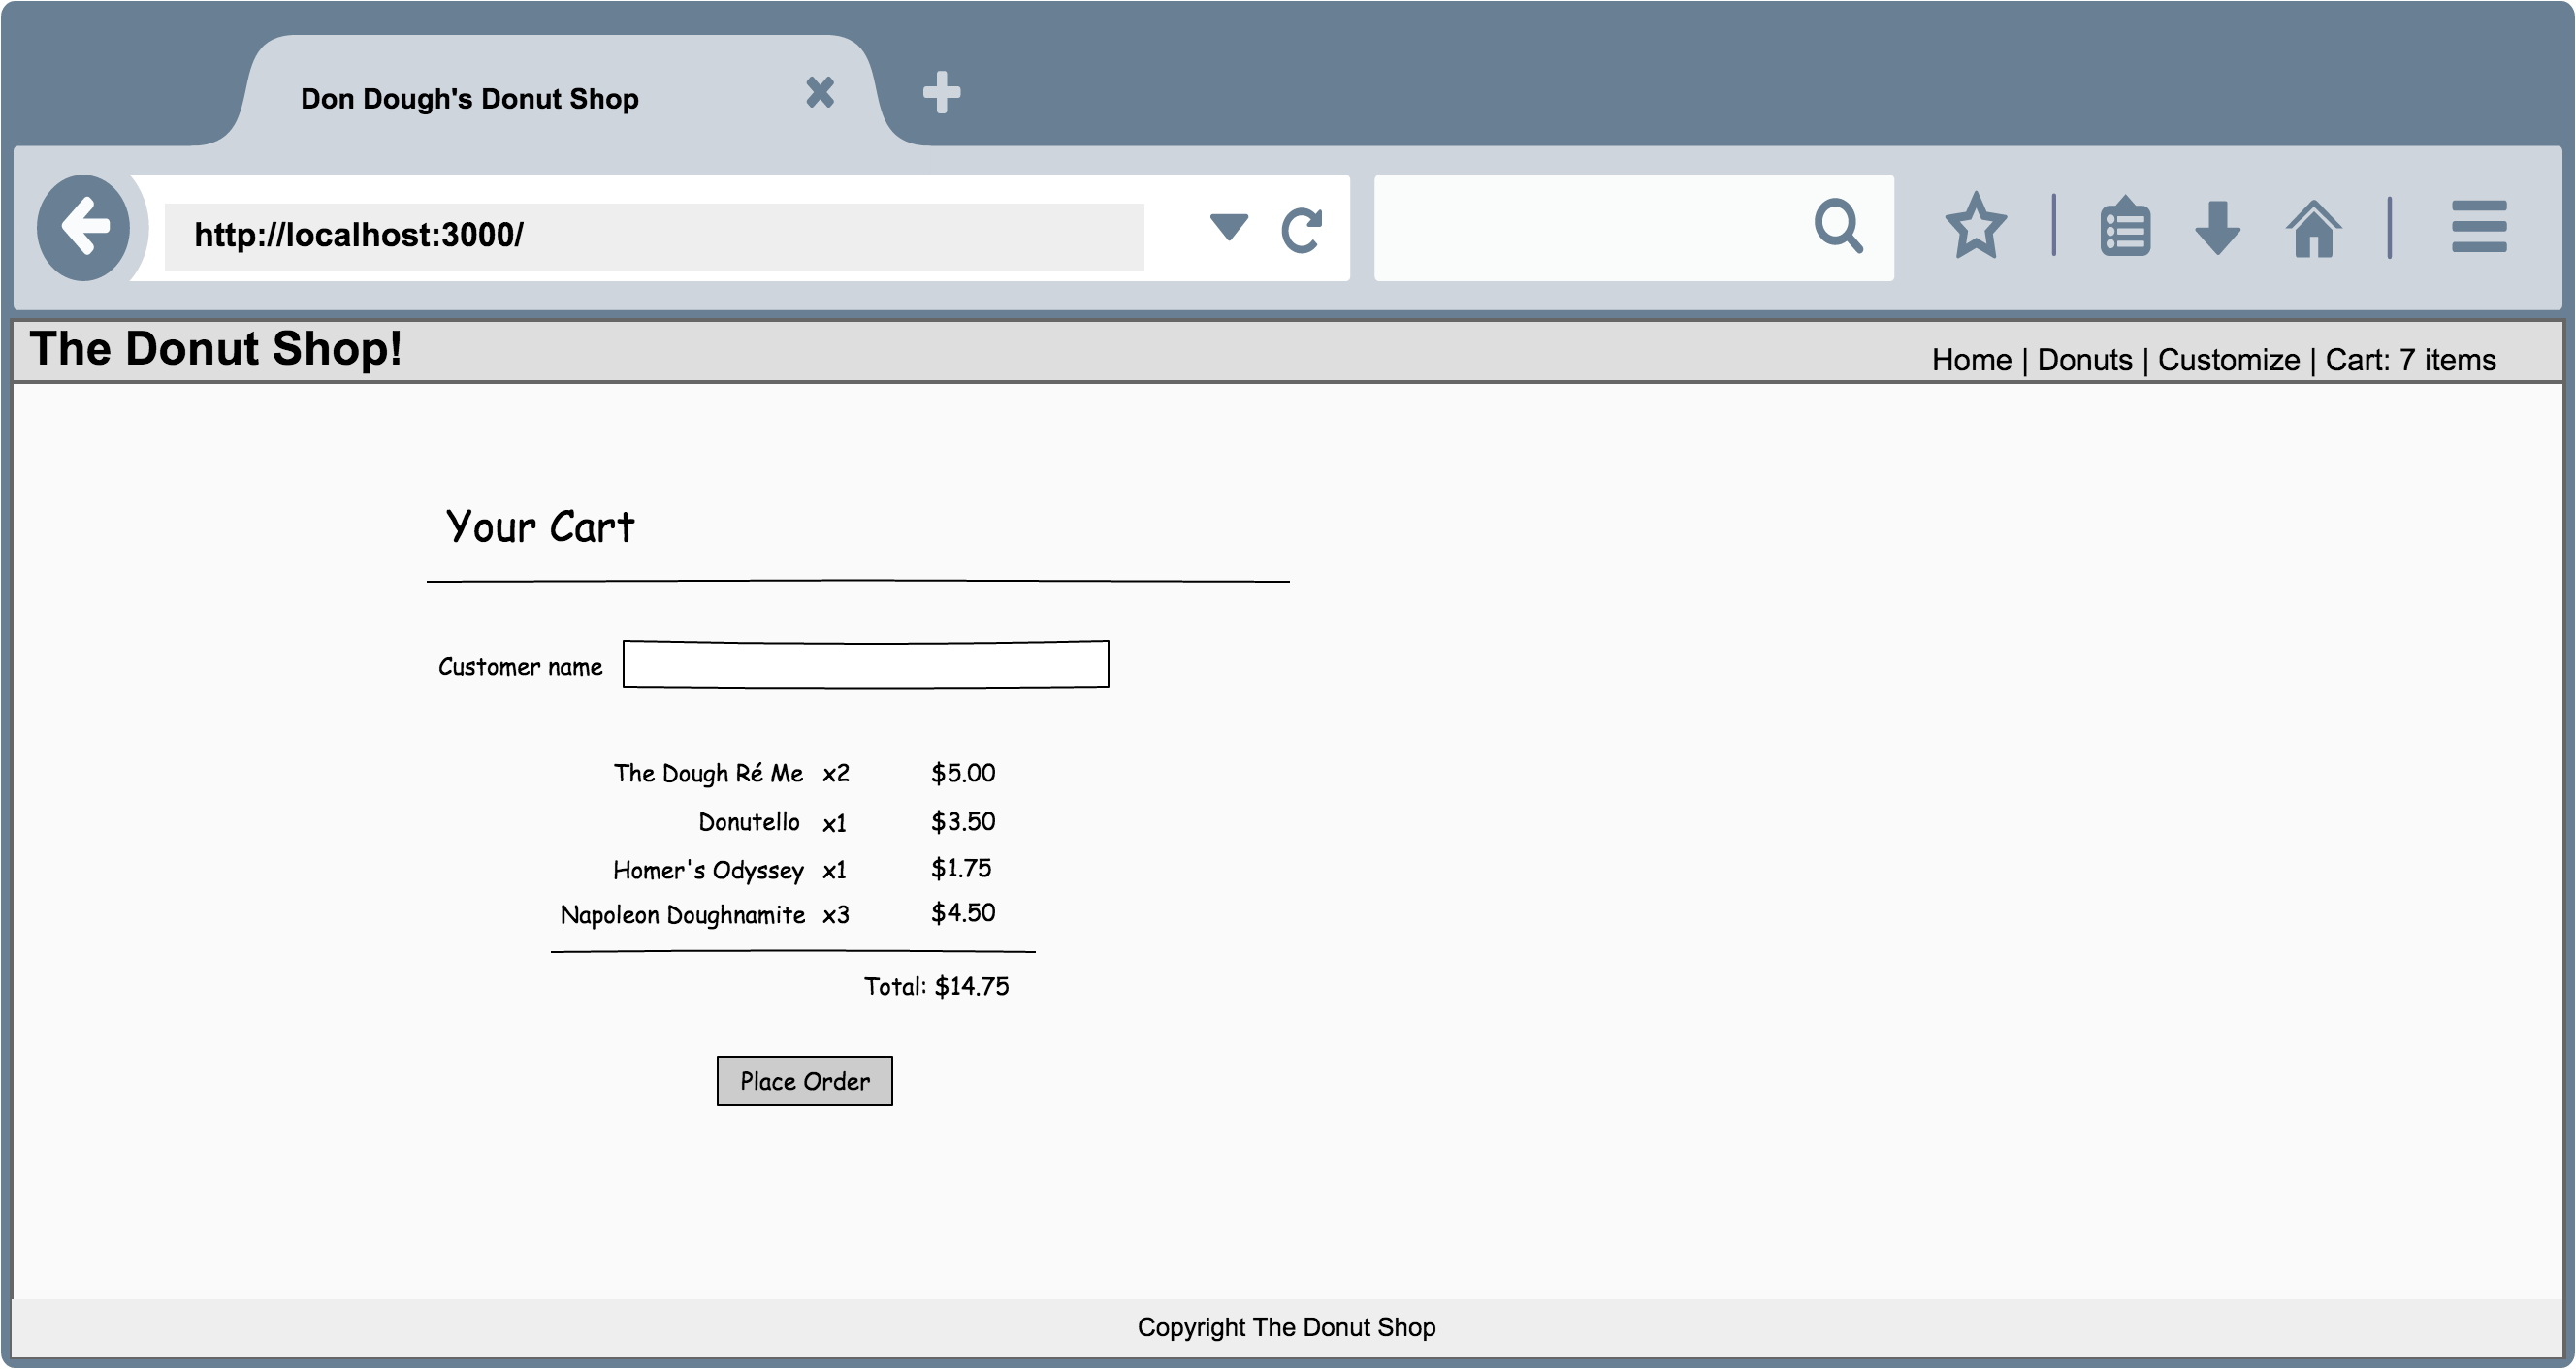 Don Dough's Donut Shop
http://localhost:3000/
The Donut Shop!
Home | Donuts | Customize | Cart: 7 items
Your Cart
Customer name
The Dough Ré Me x2 $5.00
Donutello x1 $3.50
Homer's Odyssey x1 $1.75
Napoleon Doughnamite x3 $4.50
Total: $14.75
Place Order
Copyright The Donut Shop